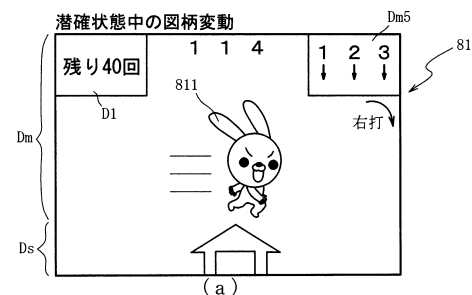 潜確状態中の図柄変動
Dm5
残り40回
1 1 4
1 2 3
↓ ↓ ↓
81
D1
811
右打
Dm
Ds
(a)